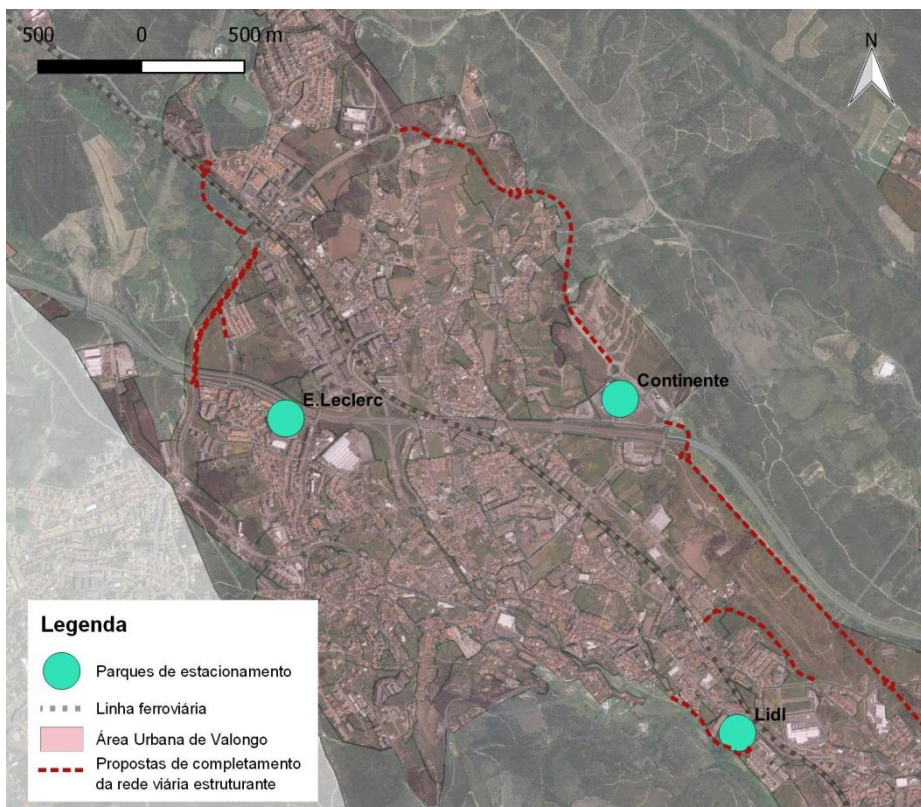 500 0 500 m
N
Continente
E.Leclerc
Lidl
Legenda
Parques de estacionamento
Linha ferroviária
Área Urbana de Valongo
Propostas de completamento
da rede viária estruturante